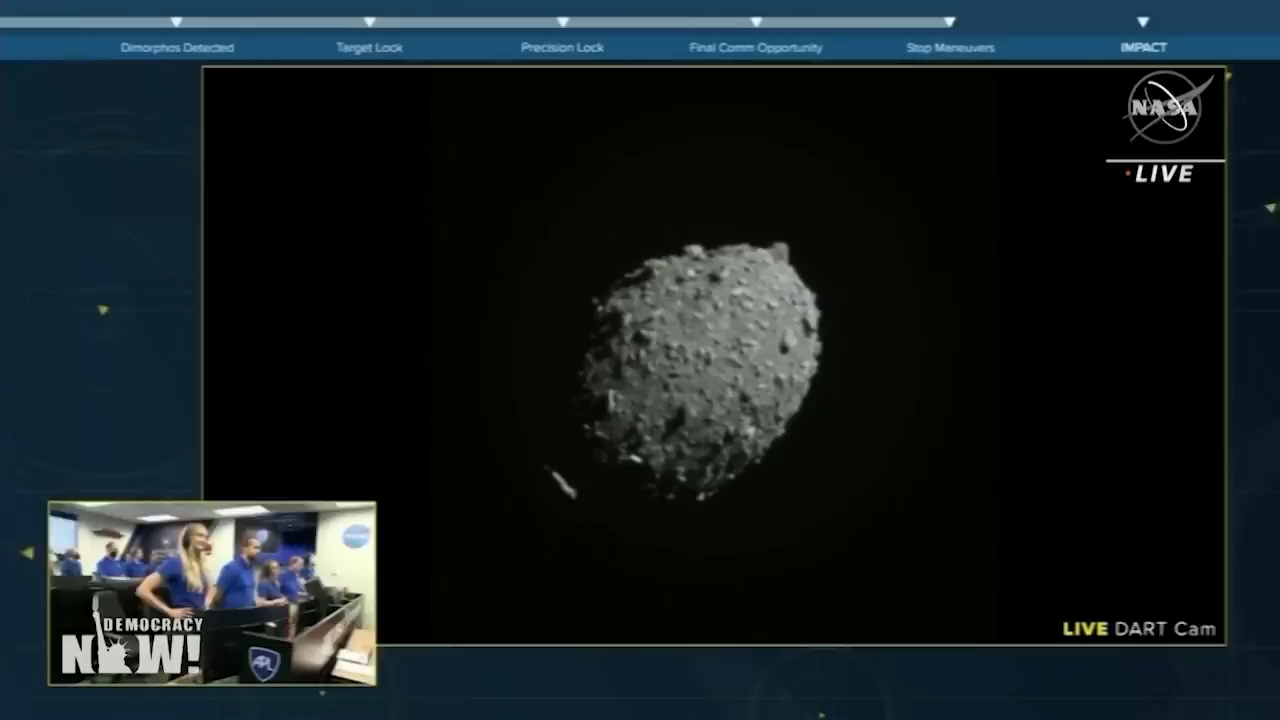 Dimorphos Detected
Target Lock
Precision Lock
Final Comm Opportunity
Stop Maneuvers
IMPACT
NASA
LIVE
LIVE DART Cam
DEMOCRACY
NOW!
APL